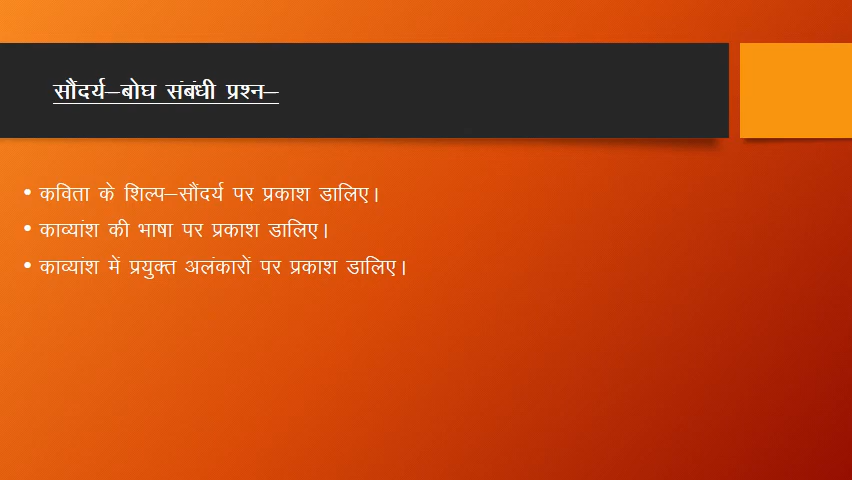 सौंदर्य–बोघ संबंधी प्रश्न–
• कविता के शिल्प–सौंदर्य पर प्रकाश डालिए।
• काव्यांश की भाषा पर प्रकाश डालिए।
• काव्यांश में प्रयुक्त अलंकारों पर प्रकाश डालिए।